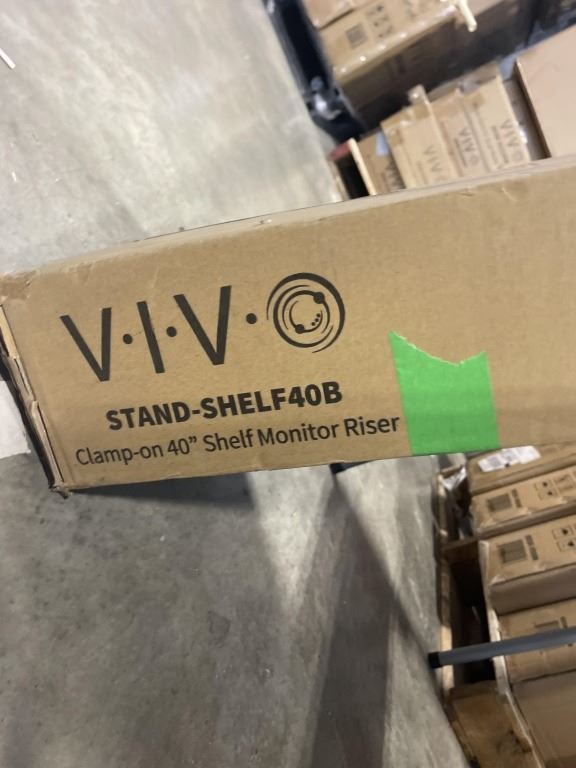 V·I·V·O
STAND-SHELF40B
Clamp-on 40” Shelf Monitor Riser